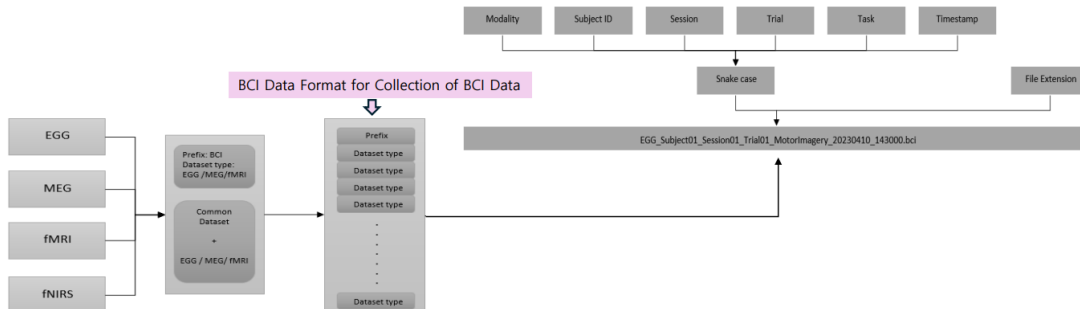 Modality
Subject ID
Session
Trial
Task
Timestamp
Snake case
File Extension
BCI Data Format for Collection of BCI Data
EGG_Subject01_Session01_Trial01_MotorImagery_20230410_143000.bci
EGG
MEG
fMRI
fNIRS
Prefix: BCI
Dataset type:
EGG /MEG/fMRI
Common
Dataset
+
EGG / MEG/ fMRI
Prefix
Dataset type
Dataset type
Dataset type
Dataset type
Dataset type